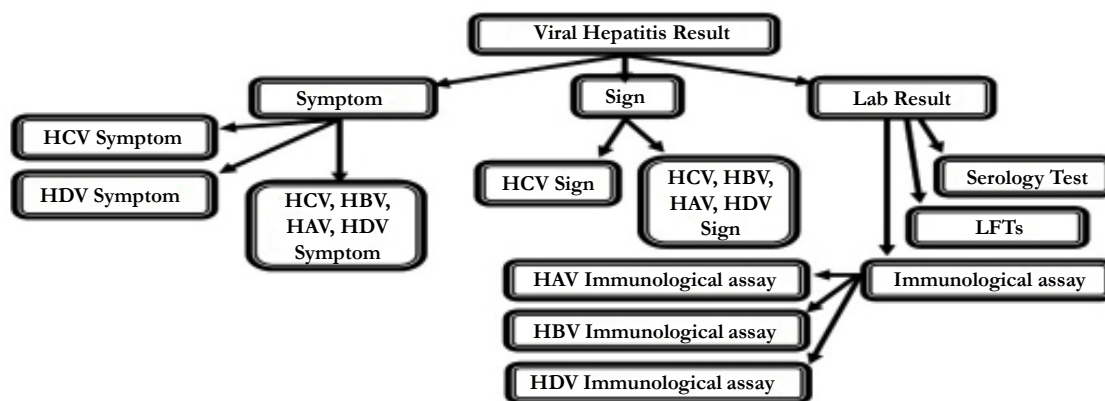 Viral Hepatitis Result
Symptom
Sign
Lab Result
HCV Symptom
HDV Symptom
HCV, HBV,
HAV, HDV
Symptom
HCV Sign
HCV, HBV,
HAV, HDV
Sign
Serology Test
LFTs
Immunological assay
HAV Immunological assay
HBV Immunological assay
HDV Immunological assay